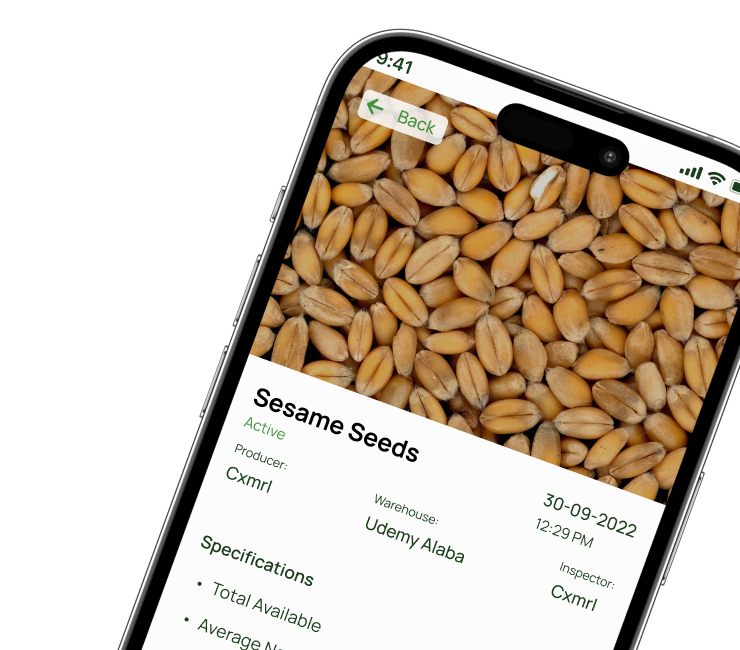 9:41
Back
Sesame Seeds
Active
30-09-2022
12:29 PM
Producer:
Cxmrl
Warehouse:
Udemy Alaba
Inspector:
Cxmrl
Specifications
• Total Available
• Average